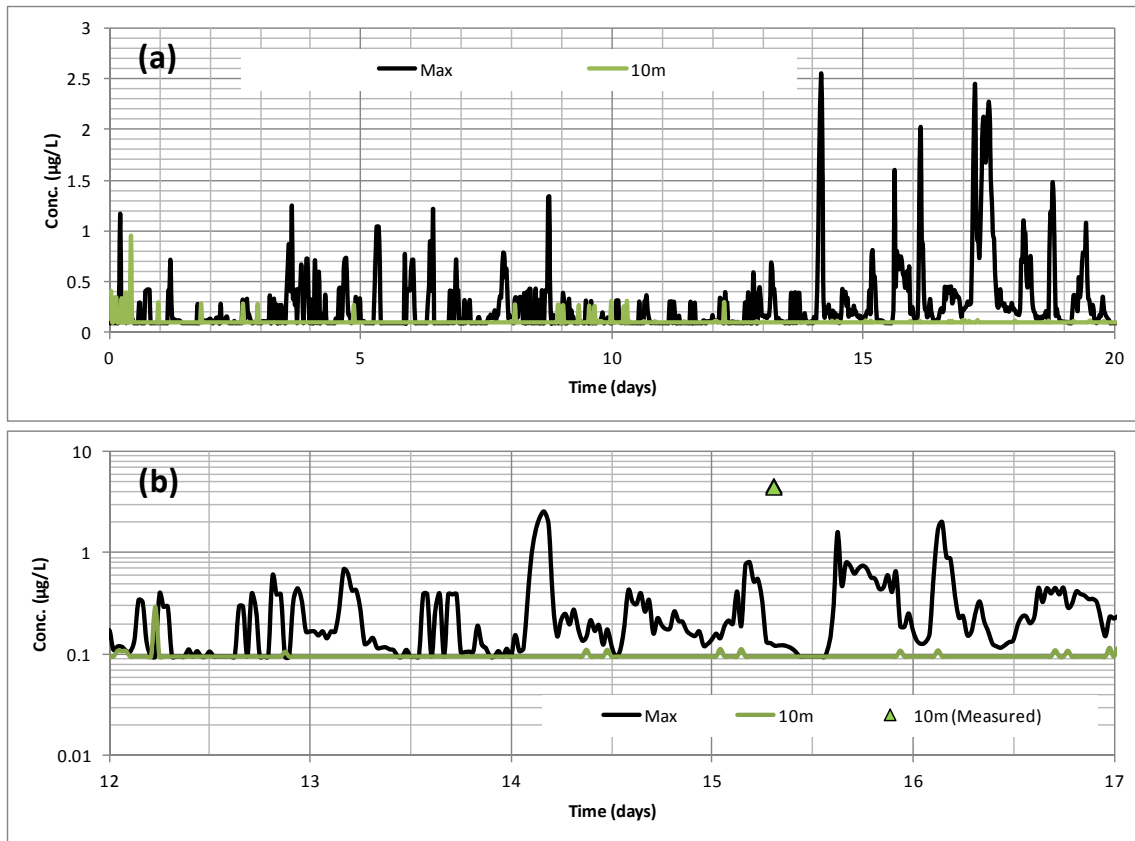 (a)
Max 10m
Conc. (µg/L)
3
2.5
2
1.5
1
0.5
0
0 5 10 15 20
Time (days)
(b)
Conc. (µg/L)
10
1
0.1
0.01
Max 10m 10m (Measured)
12 13 14 15 16 17
Time (days)